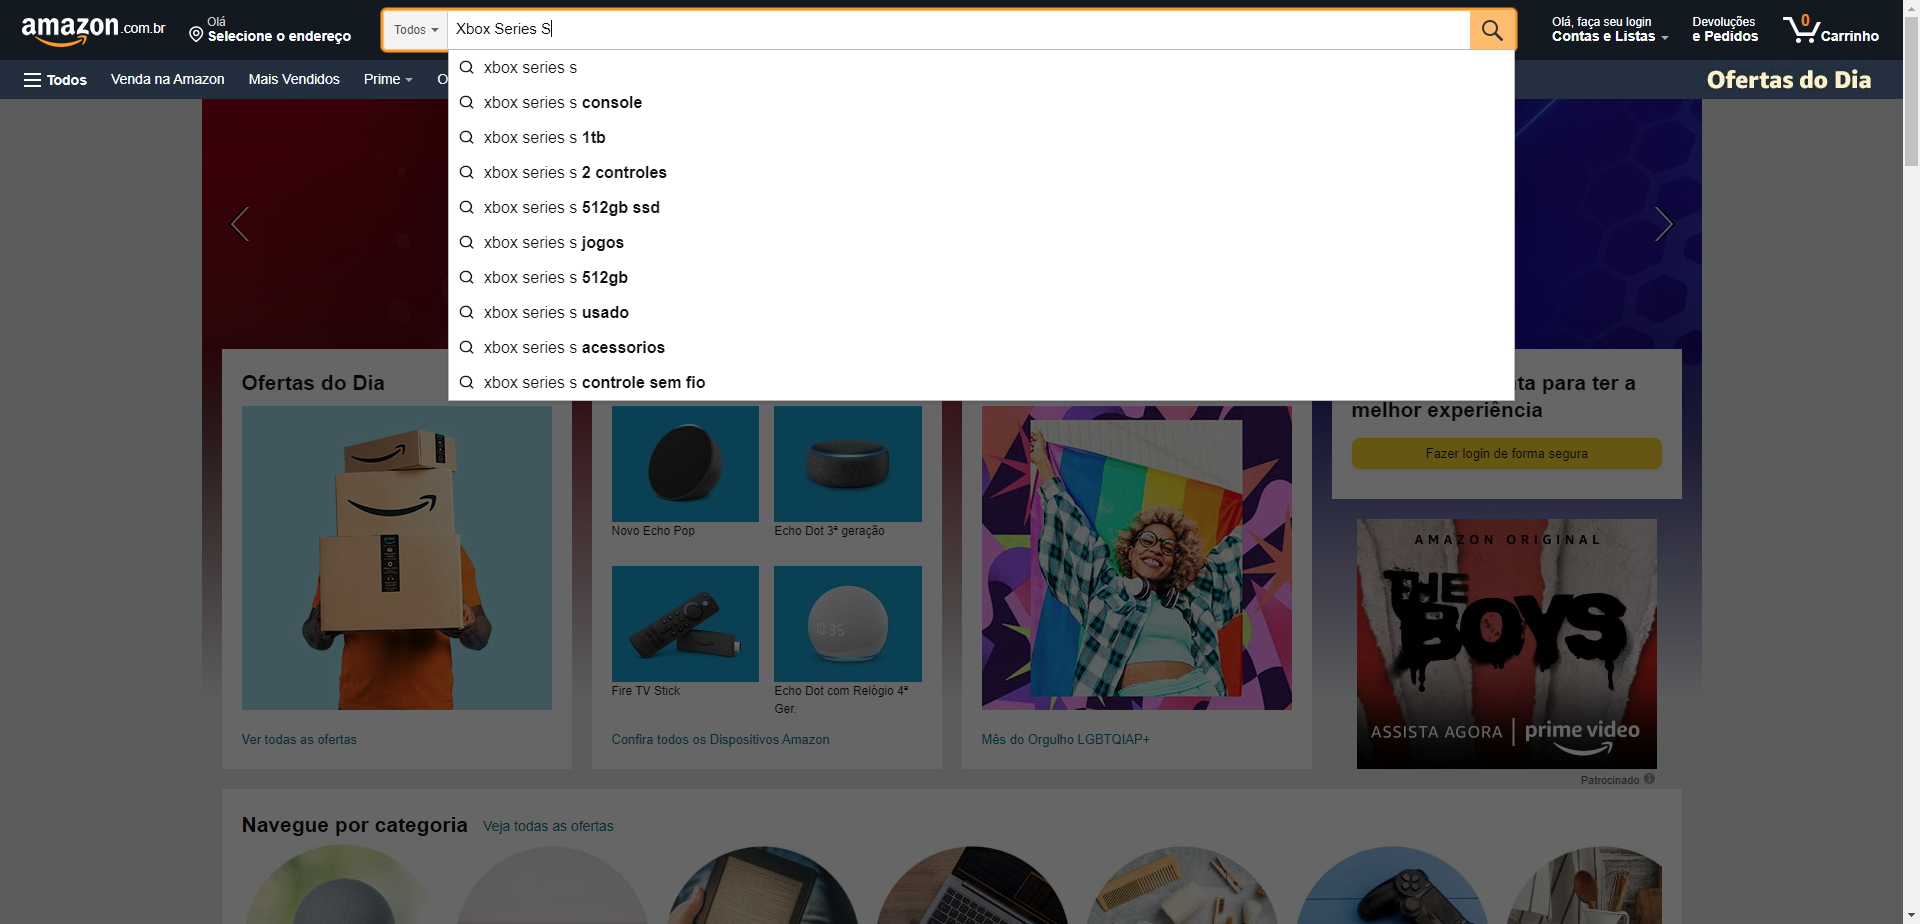 amazon.com.br
Olá
Selecione o endereço
Todos
Xbox Series S
Olá, faça seu login
Contas e Listas
Devoluções
e Pedidos
0
Carrinho
Todos
Venda na Amazon
Mais Vendidos
Prime
O
Ofertas do Dia
xbox series s
xbox series s console
xbox series s 1tb
xbox series s 2 controles
xbox series s 512gb ssd
xbox series s jogos
xbox series s 512gb
xbox series s usado
xbox series s acessorios
xbox series s controle sem fio
Ofertas do Dia
Ver todas as ofertas
Novo Echo Pop
Echo Dot 3ª geração
Fire TV Stick
10:35
Echo Dot com Relógio 4ª
Ger.
Confira todos os Dispositivos Amazon
Mês do Orgulho LGBTQIAP+
ta para ter a
melhor experiência
Fazer login de forma segura
AMAZON ORIGINAL
THE
BOYS
ASSISTA AGORA | prime video
Patrocinado
Navegue por categoria
Veja todas as ofertas